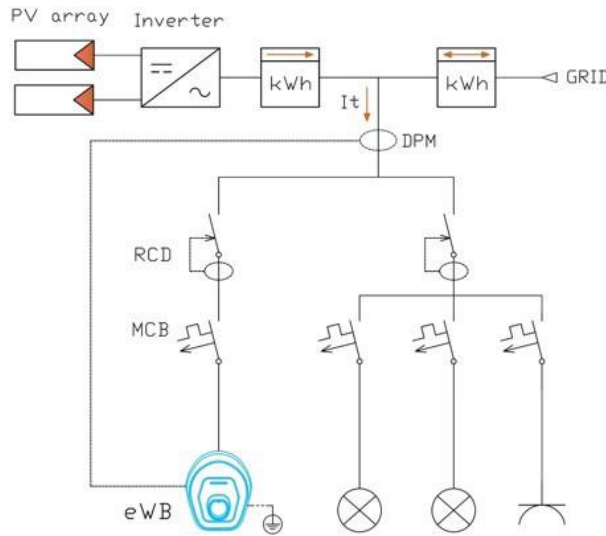 PV array
Inverter
kWh
kWh
GRID
It
DPM
RCD
MCB
eWB